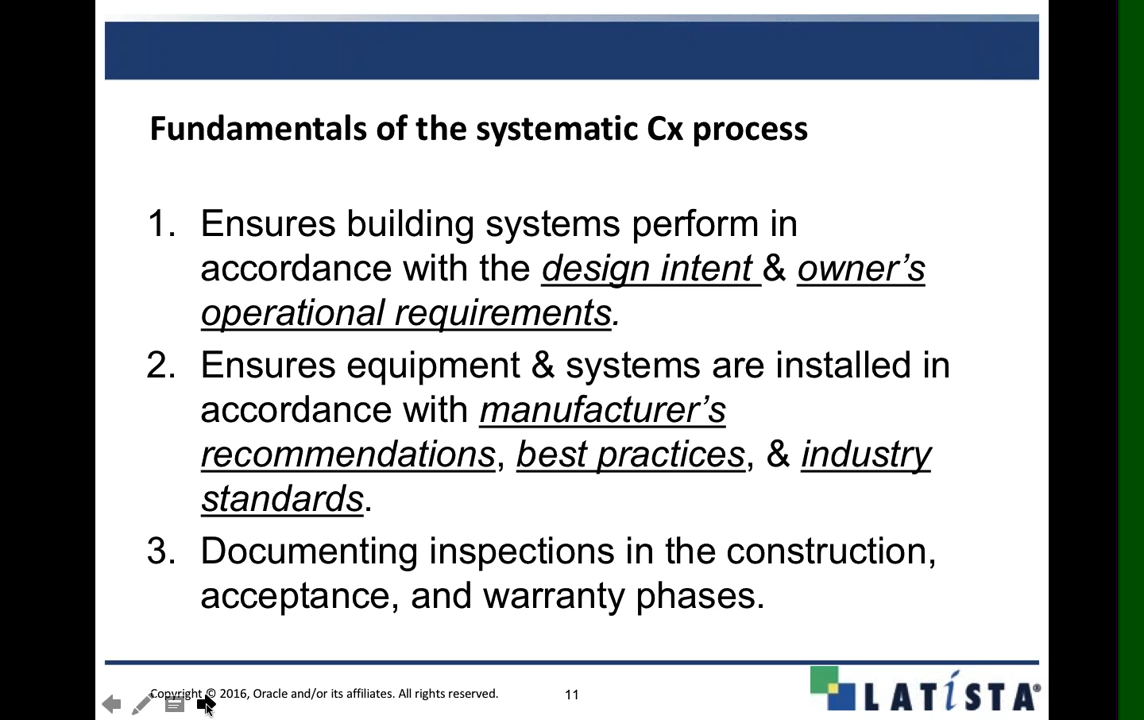 Fundamentals of the systematic Cx process
1. Ensures building systems perform in
accordance with the design intent & owner’s
operational requirements.
2. Ensures equipment & systems are installed in
accordance with manufacturer’s
recommendations, best practices, & industry
standards.
3. Documenting inspections in the construction,
acceptance, and warranty phases.
Copyright © 2016, Oracle and/or its affiliates. All rights reserved.
11
LATíSTA®